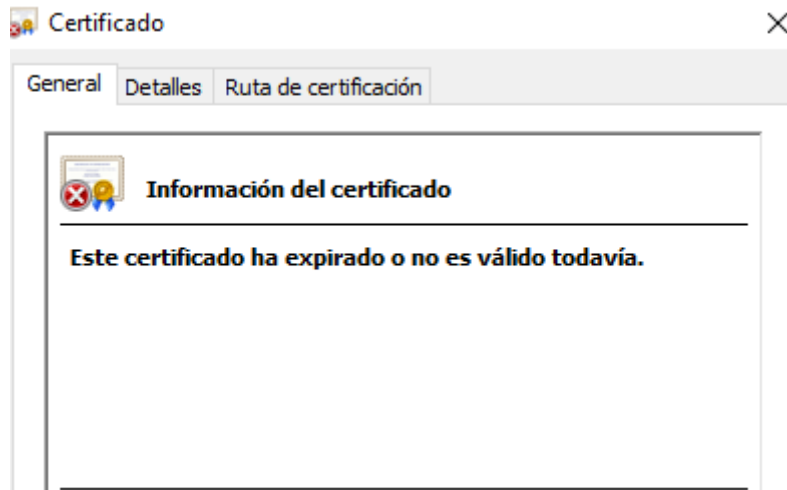 Certificado
General Detalles Ruta de certificación
Información del certificado
Este certificado ha expirado o no es válido todavía.